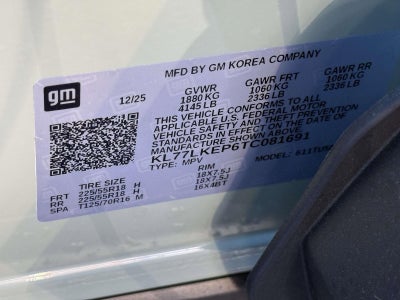 gm
MFD BY GM KOREA COMPANY
12/25 GVWR GAWR FRT GAWR RR
1880 KG 1060 KG 1060 KG
4145 LB 2336 LB 2336 LB
THIS VEHICLE CONFORMS TO ALL
APPLICABLE U.S. FEDERAL MOTOR
VEHICLE SAFETY AND THEFT PREVENTION
STANDARDS IN EFFECT ON THE DATE OF
MANUFACTURE SHOWN ABOVE
KL77LKEP6TC081691
TYPE: MPV MODEL:
TIRE SIZE RIM
FRT 225/55R18 H 18X7.5J
RR 225/55R18 H 18X7.5J
SPA T125/70R16 M 16X4BT